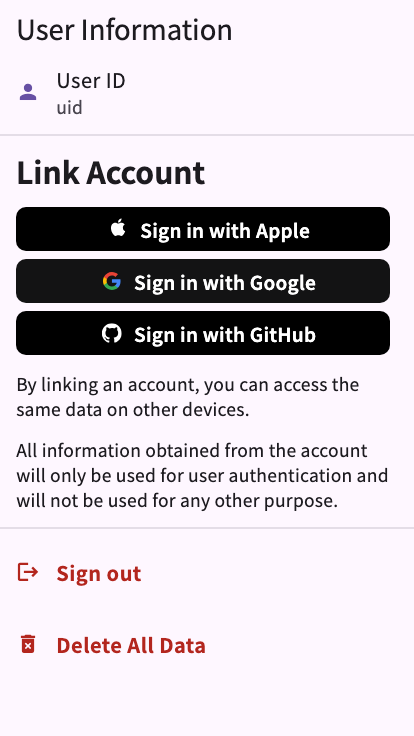 User Information
User ID
uid
Link Account
Sign in with Apple
Sign in with Google
Sign in with GitHub
By linking an account, you can access the
same data on other devices.
All information obtained from the account
will only be used for user authentication and
will not be used for any other purpose.
Sign out
Delete All Data